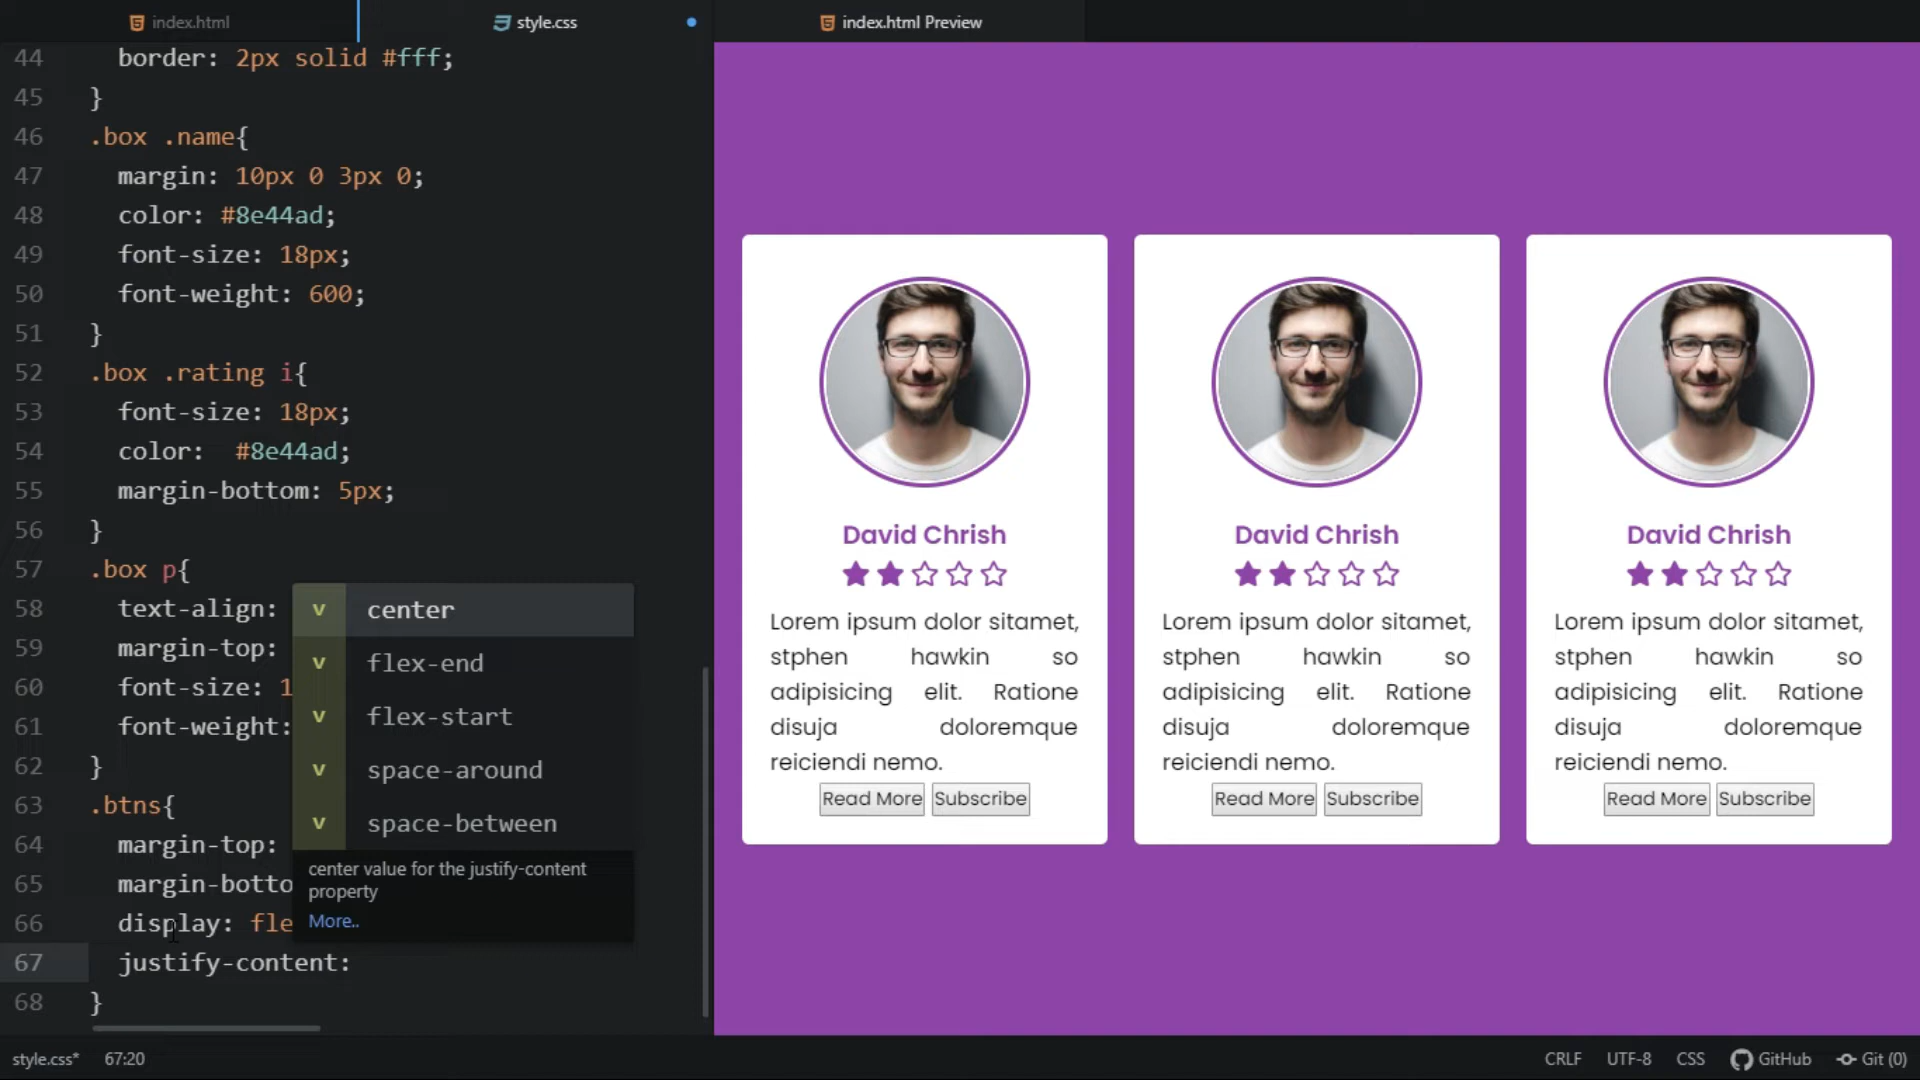 index.html
style.css
index.html Preview
44 border: 2px solid #fff;
45 }
46 .box .name{
47 margin: 10px 0 3px 0;
48 color: #8e44ad;
49 font-size: 18px;
50 font-weight: 600;
51 }
52 .box .rating i{
53 font-size: 18px;
54 color:  #8e44ad;
55 margin-bottom: 5px;
56 }
57 .box p{
58 text-align:
59 margin-top:
60 font-size: 1
61 font-weight:
62 }
63 .btns{
64 margin-top:
65 margin-botto
66 display: fle
67 justify-content:
68 }
v center
v flex-end
v flex-start
v space-around
v space-between
center value for the justify-content
property
More..
David Chrish
Lorem ipsum dolor sitamet,
stphen hawkin so
adipisicing elit. Ratione
disuja doloremque
reiciendi nemo.
Read More Subscribe
David Chrish
Lorem ipsum dolor sitamet,
stphen hawkin so
adipisicing elit. Ratione
disuja doloremque
reiciendi nemo.
Read More Subscribe
David Chrish
Lorem ipsum dolor sitamet,
stphen hawkin so
adipisicing elit. Ratione
disuja doloremque
reiciendi nemo.
Read More Subscribe
style.css* 67:20
CRLF UTF-8 CSS GitHub Git (0)